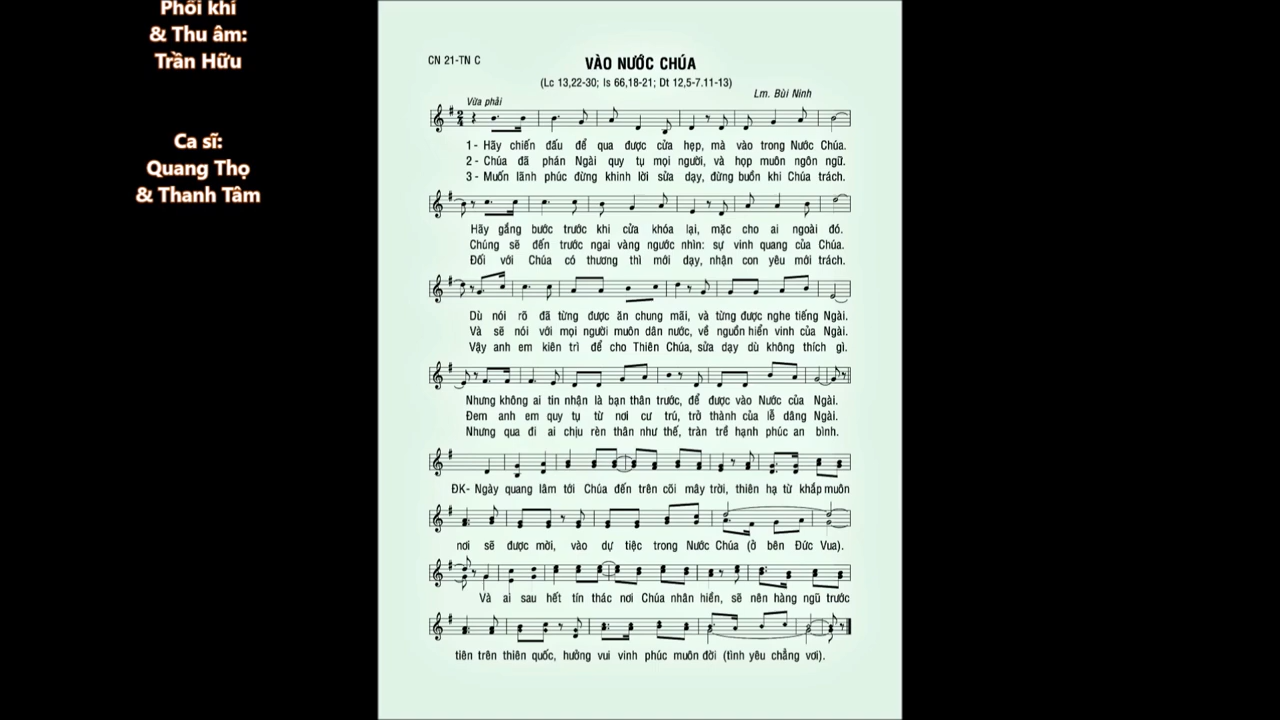 Phối khí
& Thu âm:
Trần Hữu
Ca sĩ:
Quang Thọ
& Thanh Tâm
CN 21-TN C
VÀO NƯỚC CHÚA
(Lc 13,22-30; Is 66,18-21; Dt 12,5-7.11-13)
Lm. Bùi Ninh
Vừa phải
1 - Hãy chiến đấu để qua được cửa hẹp, mà vào trong Nước Chúa.
2 - Chúa đã phán Ngài quy tụ mọi người, và họp muôn ngôn ngữ.
3 - Muốn lãnh phúc đừng khinh lời sửa dạy, đừng buồn khi Chúa trách.
Hãy gắng bước trước khi cửa khóa lại, mặc cho ai ngoài đó.
Chúng sẽ đến trước ngai vàng ngước nhìn: sự vinh quang của Chúa.
Đối với Chúa có thương thì mới dạy, nhận con yêu mới trách.
Dù nói rõ đã từng được ăn chung mãi, và từng được nghe tiếng Ngài.
Và sẽ nói với mọi người muôn dân nước, về nguồn hiển vinh của Ngài.
Vậy anh em kiên trì để cho Thiên Chúa, sửa dạy dù không thích gì.
Nhưng không ai tin nhận là bạn thân trước, để được vào Nước của Ngài.
Đem anh em quy tụ từ nơi cư trú, trở thành của lễ dâng Ngài.
Nhưng qua đi ai chịu rèn thân như thế, tràn trề hạnh phúc an bình.
ĐK- Ngày quang lâm tới Chúa đến trên cõi mây trời, thiên hạ từ khắp muôn
nơi sẽ được mời, vào dự tiệc trong Nước Chúa (ở bên Đức Vua).
Và ai sau hết tín thác nơi Chúa nhân hiền, sẽ nên hàng ngũ trước
tiên trên thiên quốc, hưởng vui vinh phúc muôn đời (tình yêu chẳng vơi).